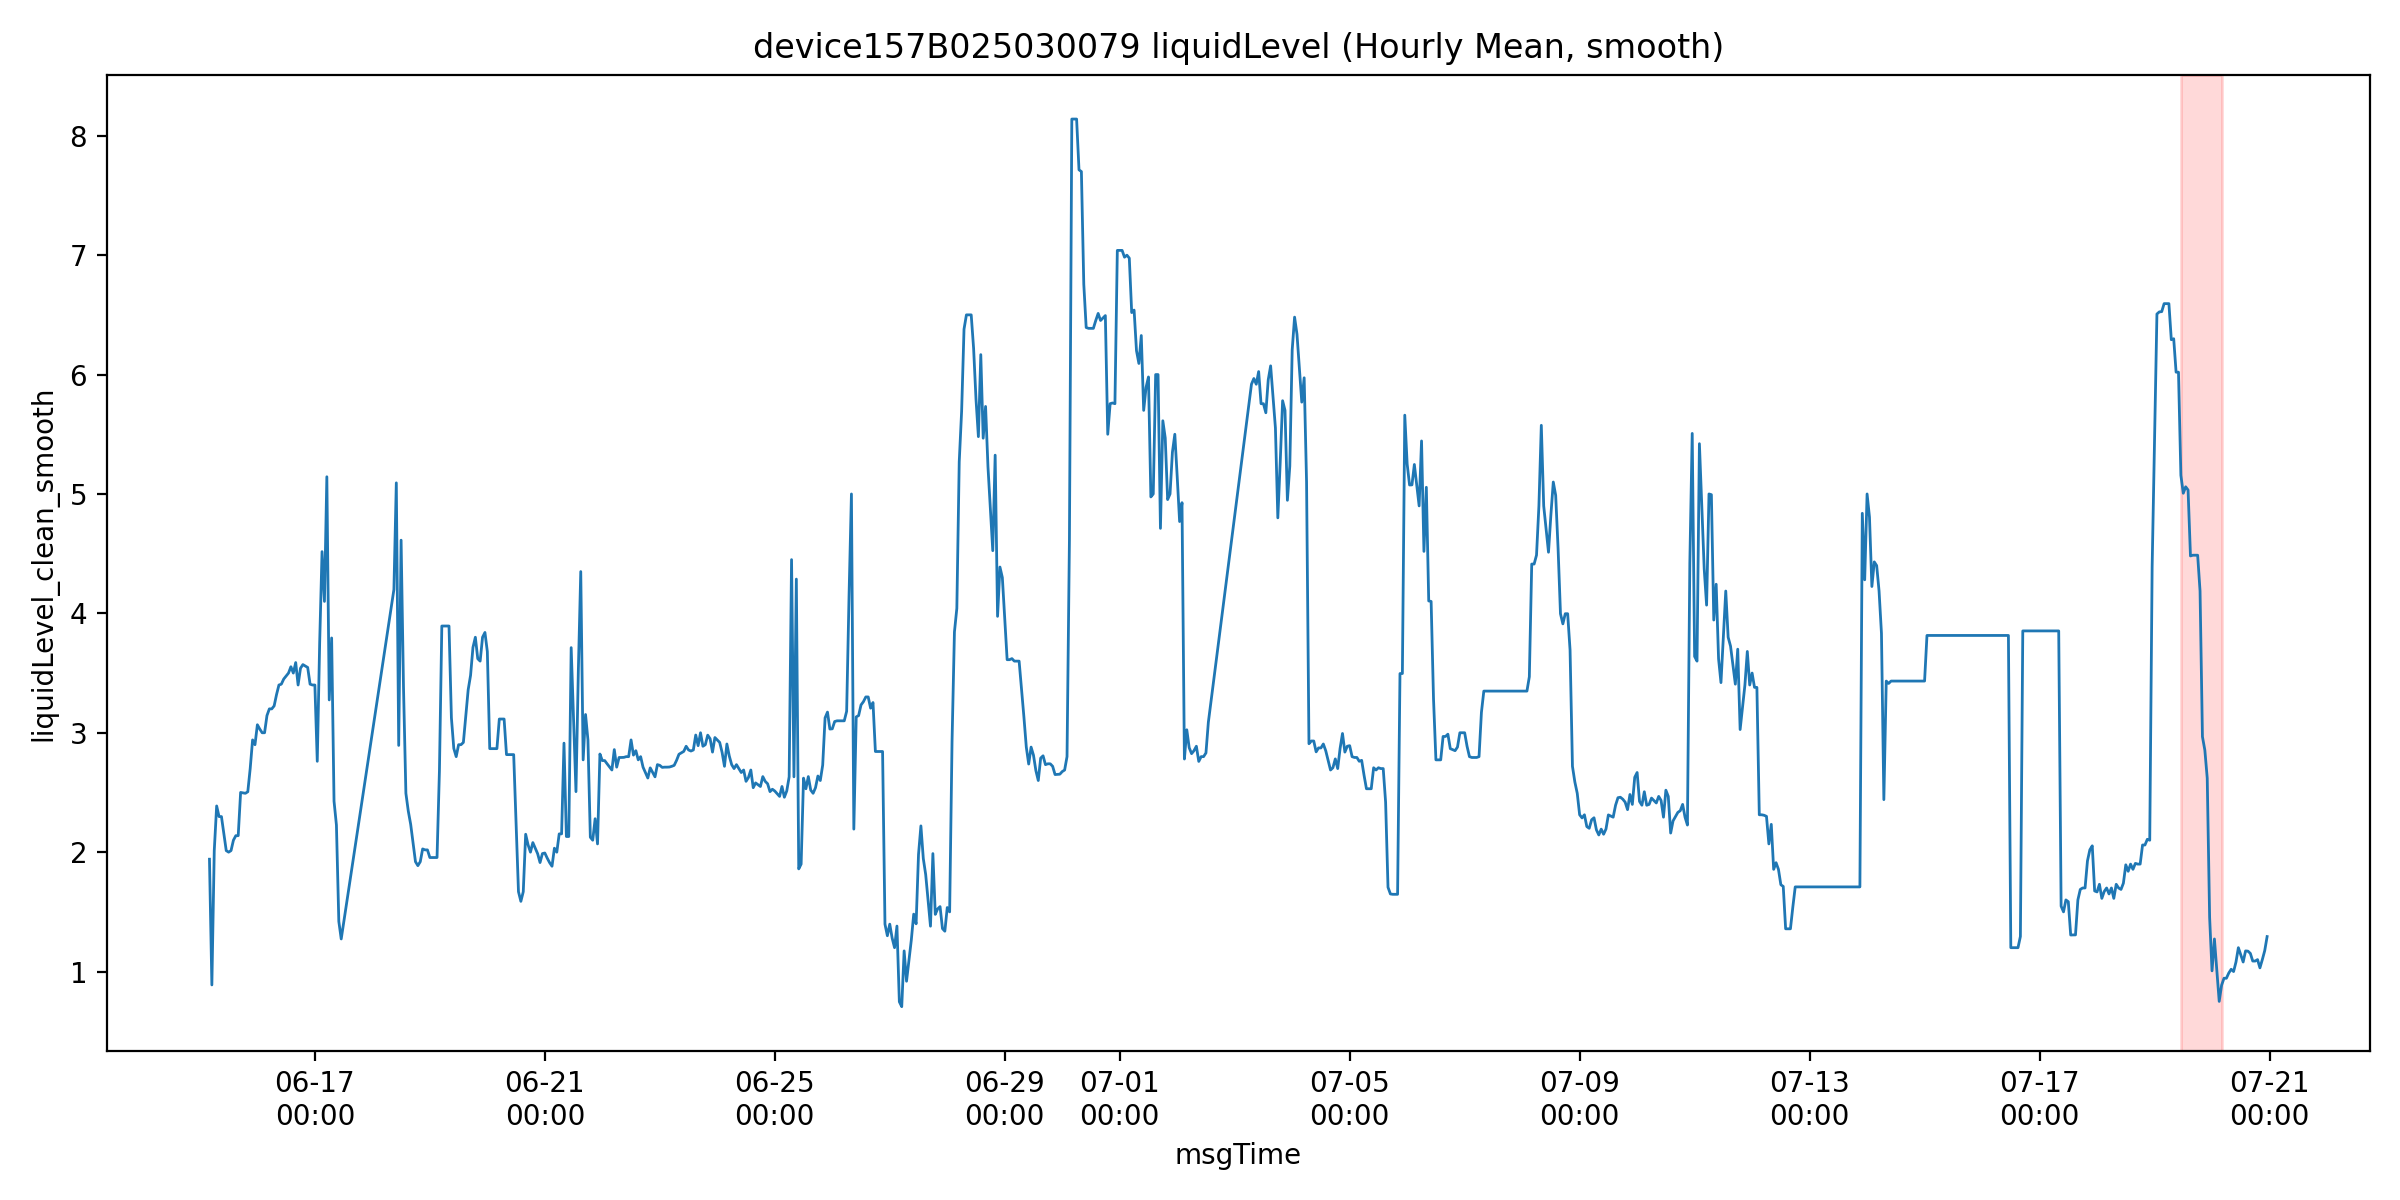 device157B025030079 liquidLevel (Hourly Mean, smooth)
liquidLevel_clean_smooth
8
7
6
5
4
3
2
1
06-17 06-21 06-25 06-29 07-01 07-05 07-09 07-13 07-17 07-21
00:00 00:00 00:00 00:00 00:00 00:00 00:00 00:00 00:00 00:00
msgTime